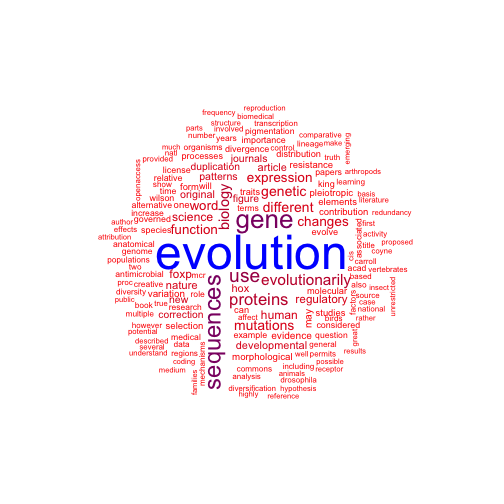 frequency reproduction
biomedical
structure transcription
parts involved pigmentation comparative
number years importance lineage make emerging
much organisms divergence control
natl processes journals distribution truth
provided duplication article resistance papers arthropods
openaccess license patterns expression king learning
relative biology genetic pleiotropic basis
show form will traits elements literature
wilson original figure different contribution redundancy
time word gene changes first
alternative one terms evolve associated activity
author increase science function title proposed
effects governed species cis coyne
attribution anatomical evolution acad carroll
genome foxp mcr use evolutionarily based vertebrates
populations two sequences hox molecular also insect unrestricted
antimicrobial nature proteins regulatory factors source
proc creative role can may case
diversity variation new affect human studies national
public book true mutations birds rather
multiple research correction example evidence considered
however selection developmental question great
potential medical general
described data morphological well permits results
several regions mechanisms including possible
understand coding commons animals receptor
medium families analysis drosophila
diversification hypothesis
highly reference